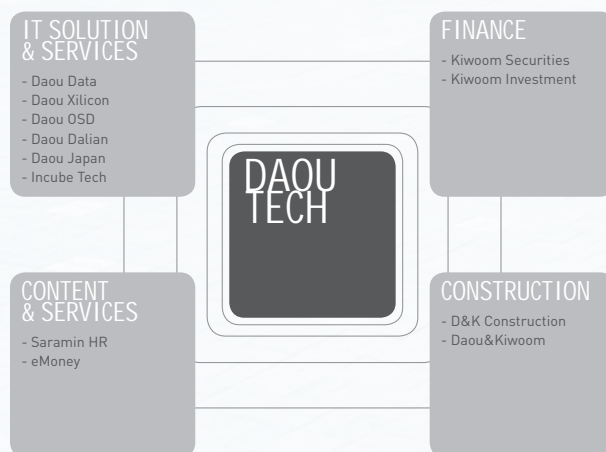 IT SOLUTION
& SERVICES
- Daou Data
- Daou Xilicon
- Daou OSD
- Daou Dalian
- Daou Japan
- Incube Tech
FINANCE
- Kiwoom Securities
- Kiwoom Investment
DAOU
TECH
CONTENT
& SERVICES
- Saramin HR
- eMoney
CONSTRUCTION
- D&K Construction
- Daou&Kiwoom